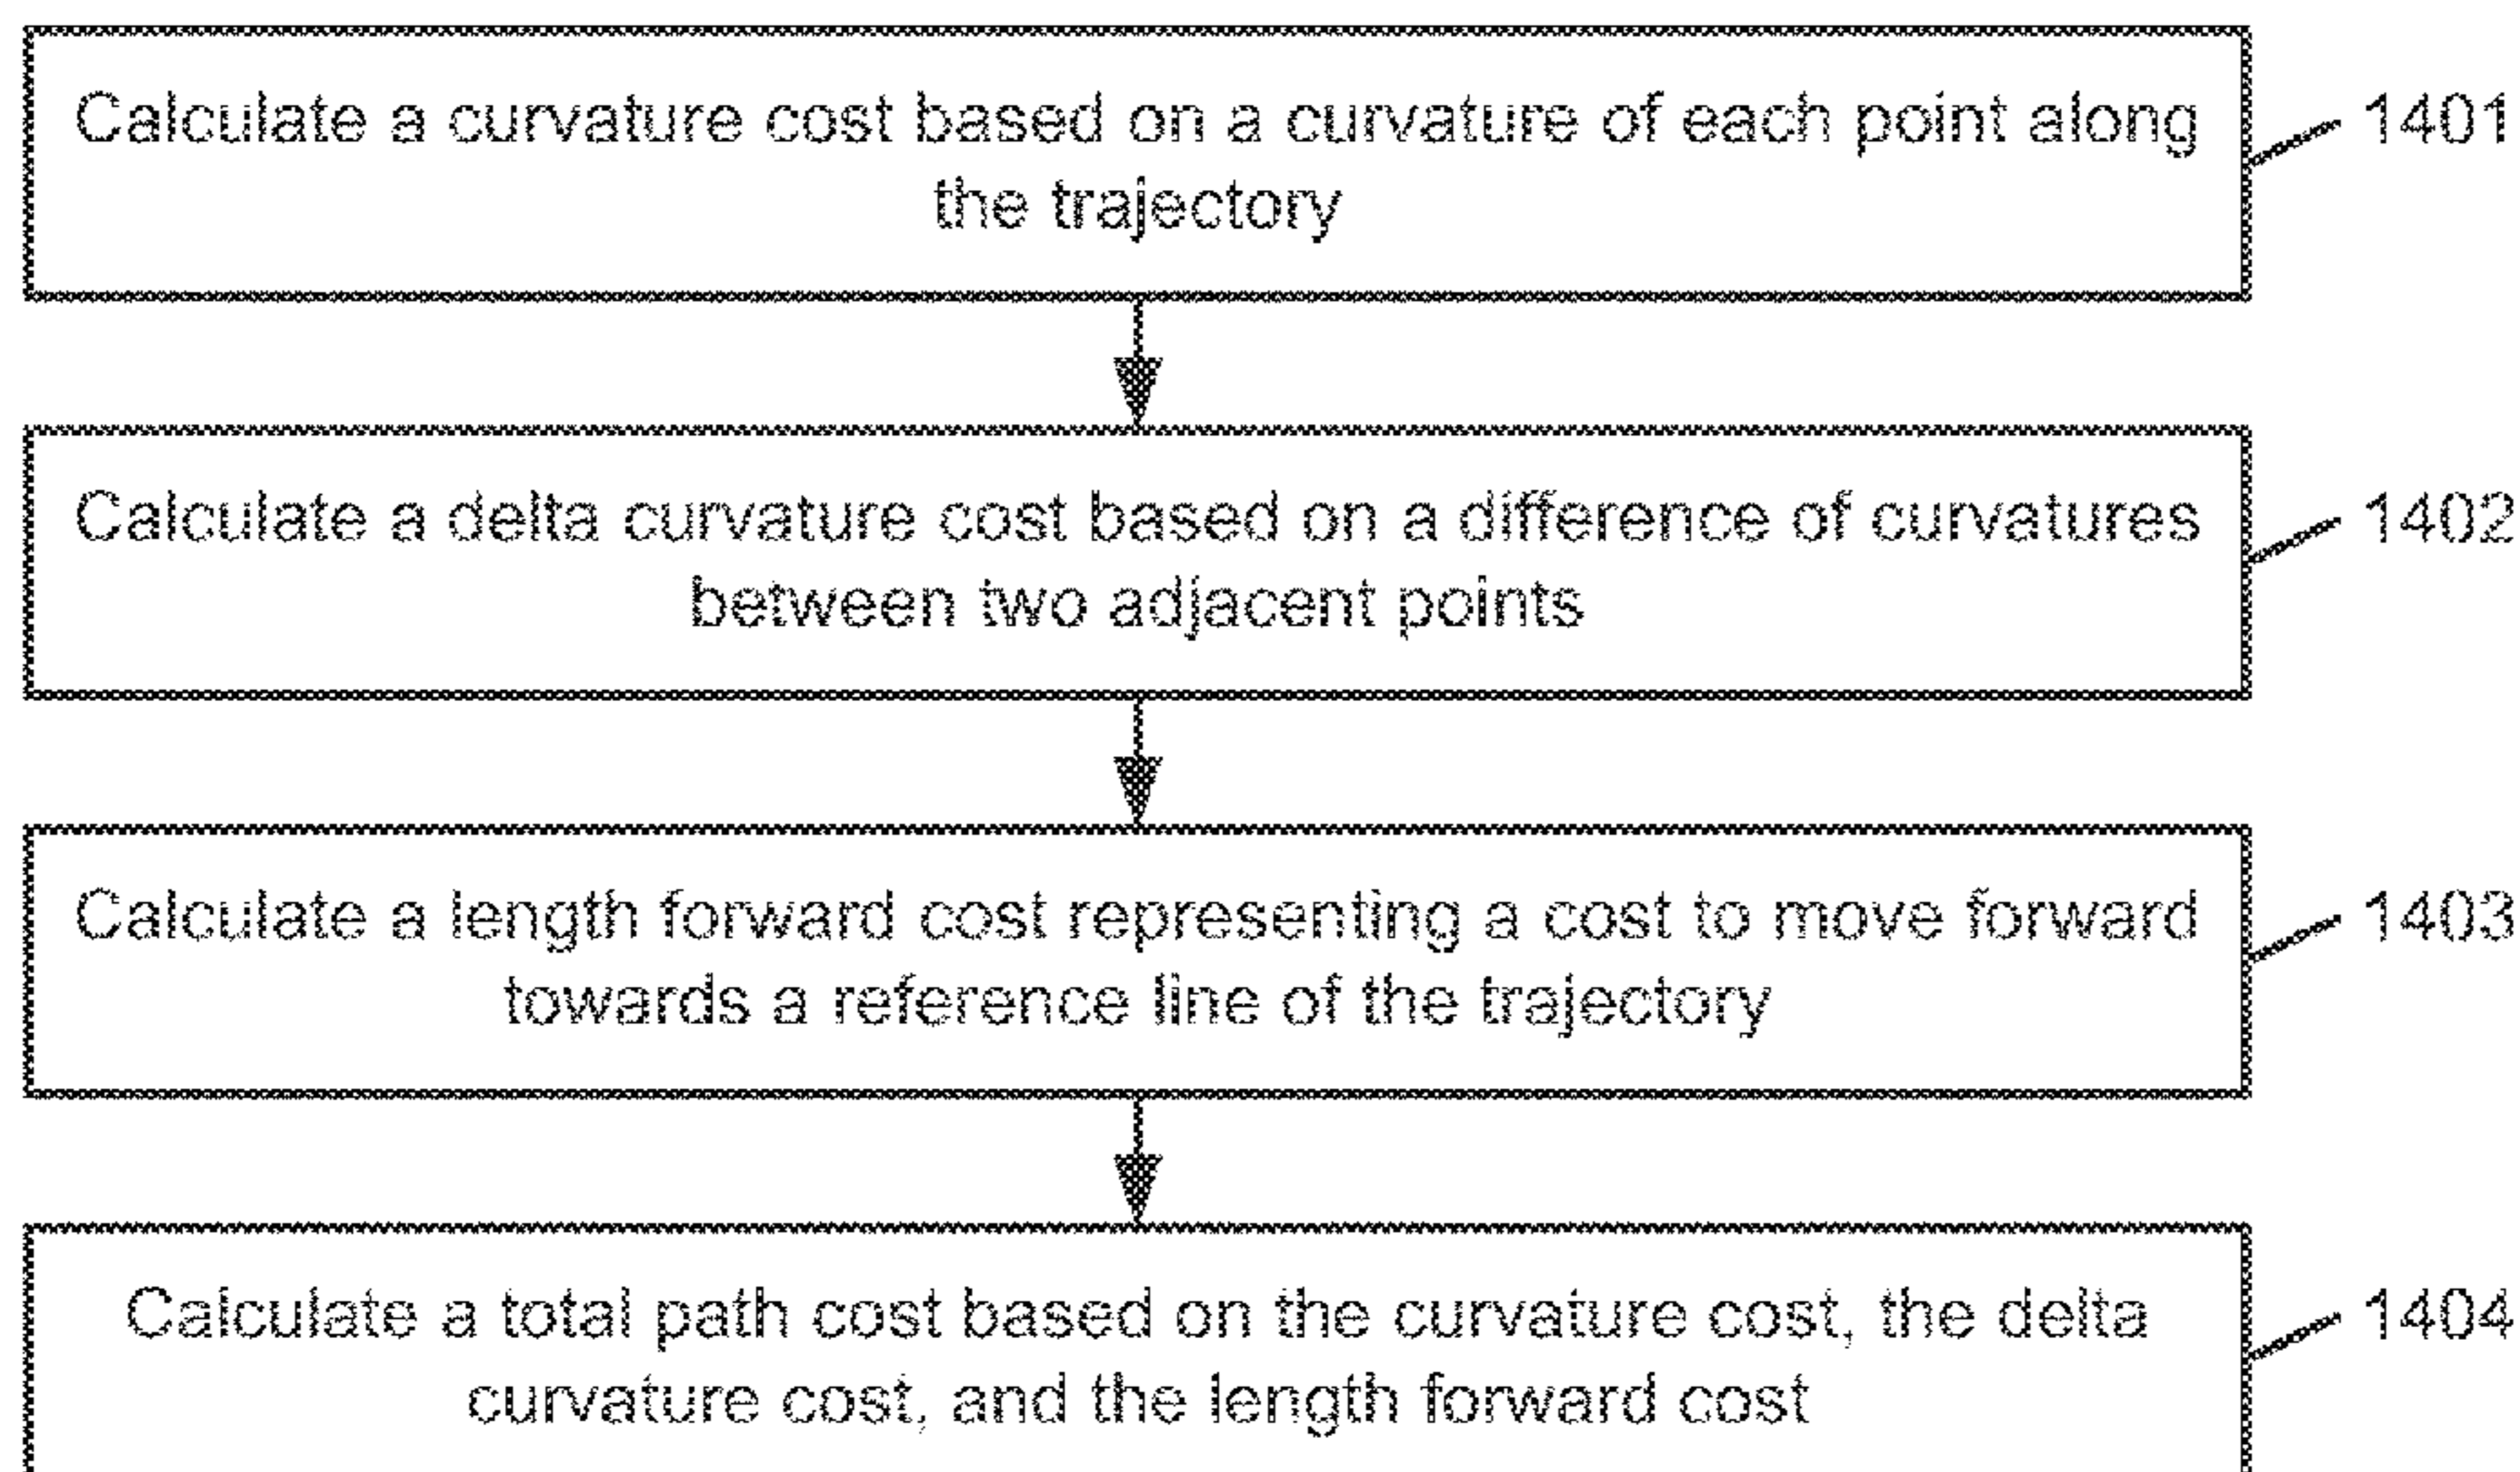 Calculate a curvature cost based on a curvature of each point along
the trajectory
1401
Calculate a delta curvature cost based on a difference of curvatures
between two adjacent points
1402
Calculate a length forward cost representing a cost to move forward
towards a reference line of the trajectory
1403
Calculate a total path cost based on the curvature cost, the delta
curvature cost, and the length forward cost
1404